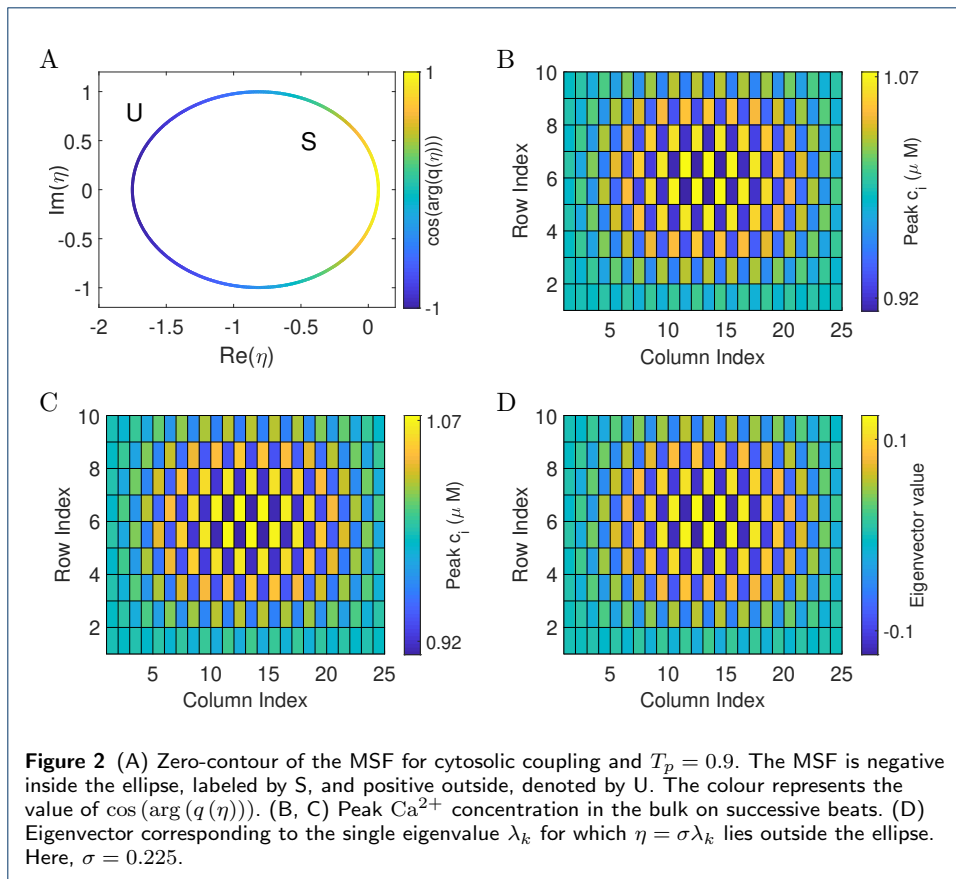 A
1
0.5
0
-0.5
-1
Im(η)
U
S
-2
-1.5
-1
-0.5
0
Re(η)
1
-1
cos(arg(q(η)))
B
10
8
6
4
2
Row Index
5
10
15
20
25
Column Index
1.07
0.92
Peak c_i (μ M)
C
10
8
6
4
2
Row Index
5
10
15
20
25
Column Index
1.07
0.92
Peak c_i (μ M)
D
10
8
6
4
2
Row Index
5
10
15
20
25
Column Index
0.1
-0.1
Eigenvector value
Figure 2 (A) Zero-contour of the MSF for cytosolic coupling and T_p = 0.9. The MSF is negative
inside the ellipse, labeled by S, and positive outside, denoted by U. The colour represents the
value of cos (arg (q (η))). (B, C) Peak Ca²⁺ concentration in the bulk on successive beats. (D)
Eigenvector corresponding to the single eigenvalue λ_k for which η = σλ_k lies outside the ellipse.
Here, σ = 0.225.